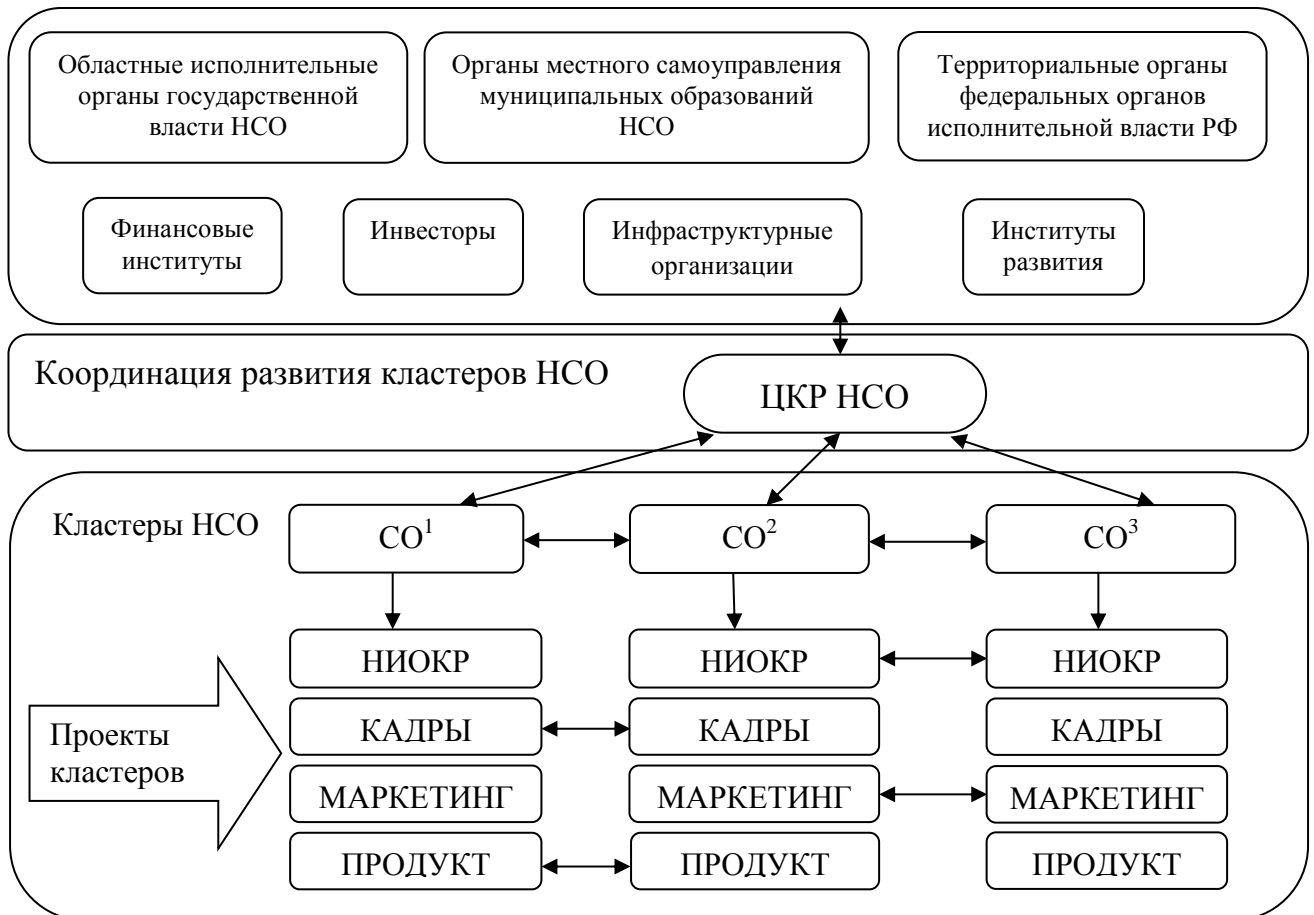 Областные исполнительные
органы государственной
власти НСО
Органы местного самоуправления
муниципальных образований
НСО
Территориальные органы
федеральных органов
исполнительной власти РФ
Финансовые
институты
Инвесторы
Инфраструктурные
организации
Институты
развития
Координация развития кластеров НСО
ЦКР НСО
Кластеры НСО
СО¹
СО²
СО³
НИОКР
НИОКР
НИОКР
Проекты
кластеров
КАДРЫ
КАДРЫ
КАДРЫ
МАРКЕТИНГ
МАРКЕТИНГ
МАРКЕТИНГ
ПРОДУКТ
ПРОДУКТ
ПРОДУКТ